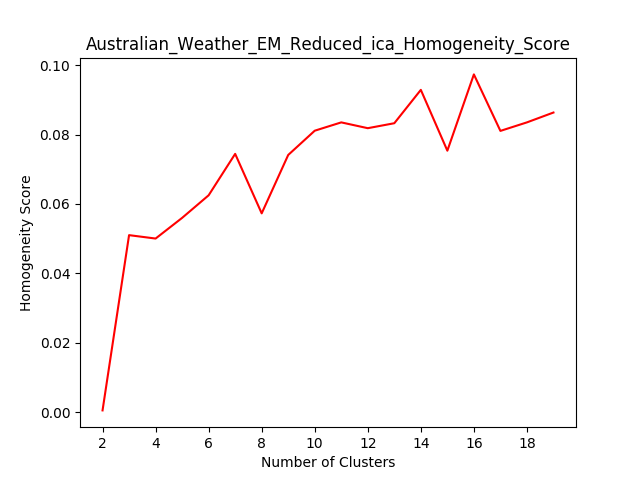 Australian_Weather_EM_Reduced_ica_Homogeneity_Score
0.10
0.08
0.06
0.04
0.02
0.00
Homogeneity Score
2 4 6 8 10 12 14 16 18
Number of Clusters